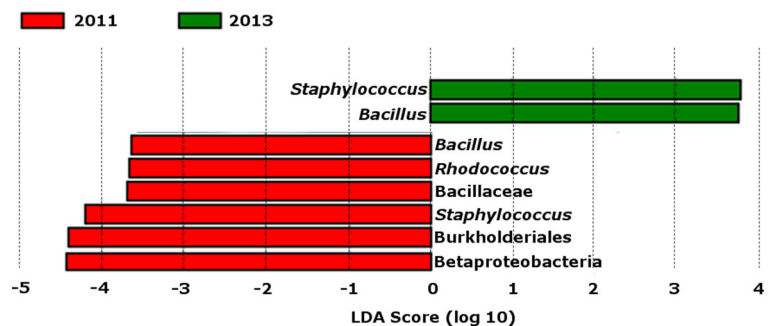 2011 2013
Staphylococcus
Bacillus
Bacillus
Rhodococcus
Bacillaceae
Staphylococcus
Burkholderiales
Betaproteobacteria
-5 -4 -3 -2 -1 0 1 2 3 4
LDA Score (log 10)